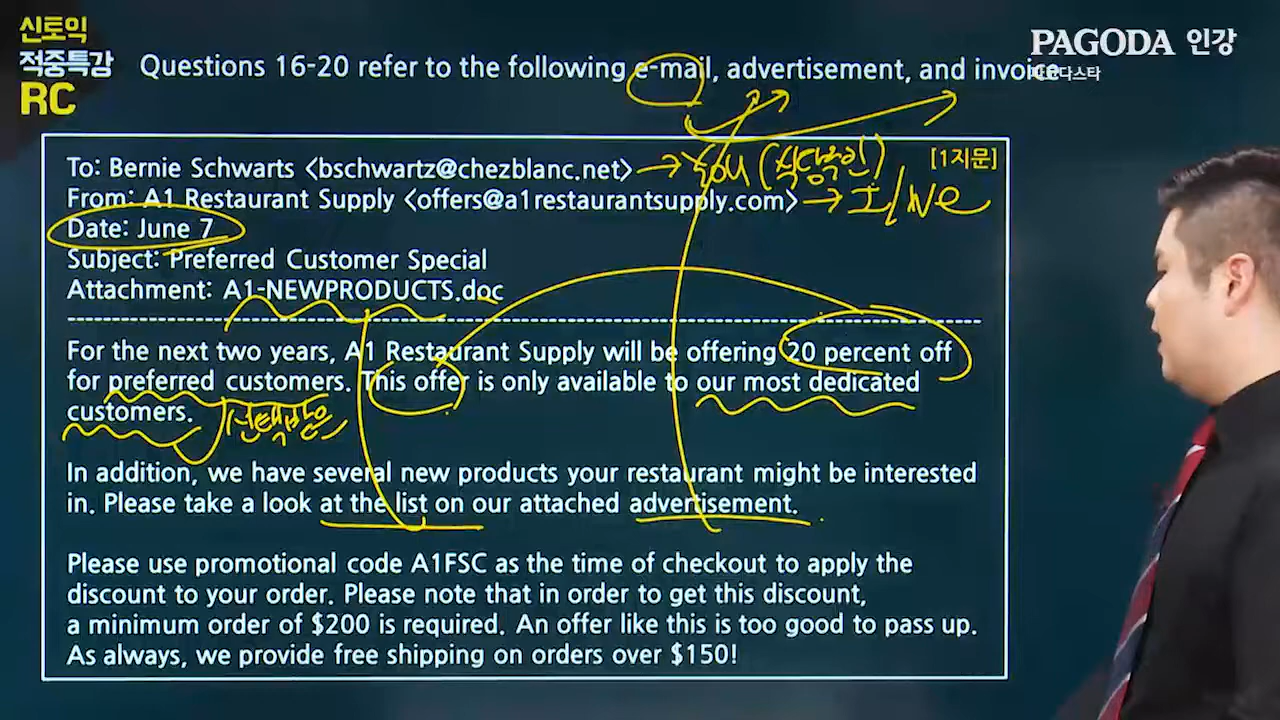 신토익
적중특강
RC
PAGODA 인강
파고다스타
Questions 16-20 refer to the following e-mail, advertisement, and invoice
To: Bernie Schwarts <bschwartz@chezblanc.net> → You (식당주인) [1지문]
From: A1 Restaurant Supply <offers@a1restaurantsupply.com> → I/We
Date: June 7
Subject: Preferred Customer Special
Attachment: A1-NEWPRODUCTS.doc
For the next two years, A1 Restaurant Supply will be offering 20 percent off
for preferred customers. This offer is only available to our most dedicated
customers. 선택받은
In addition, we have several new products your restaurant might be interested
in. Please take a look at the list on our attached advertisement.
Please use promotional code A1FSC as the time of checkout to apply the
discount to your order. Please note that in order to get this discount,
a minimum order of $200 is required. An offer like this is too good to pass up.
As always, we provide free shipping on orders over $150!